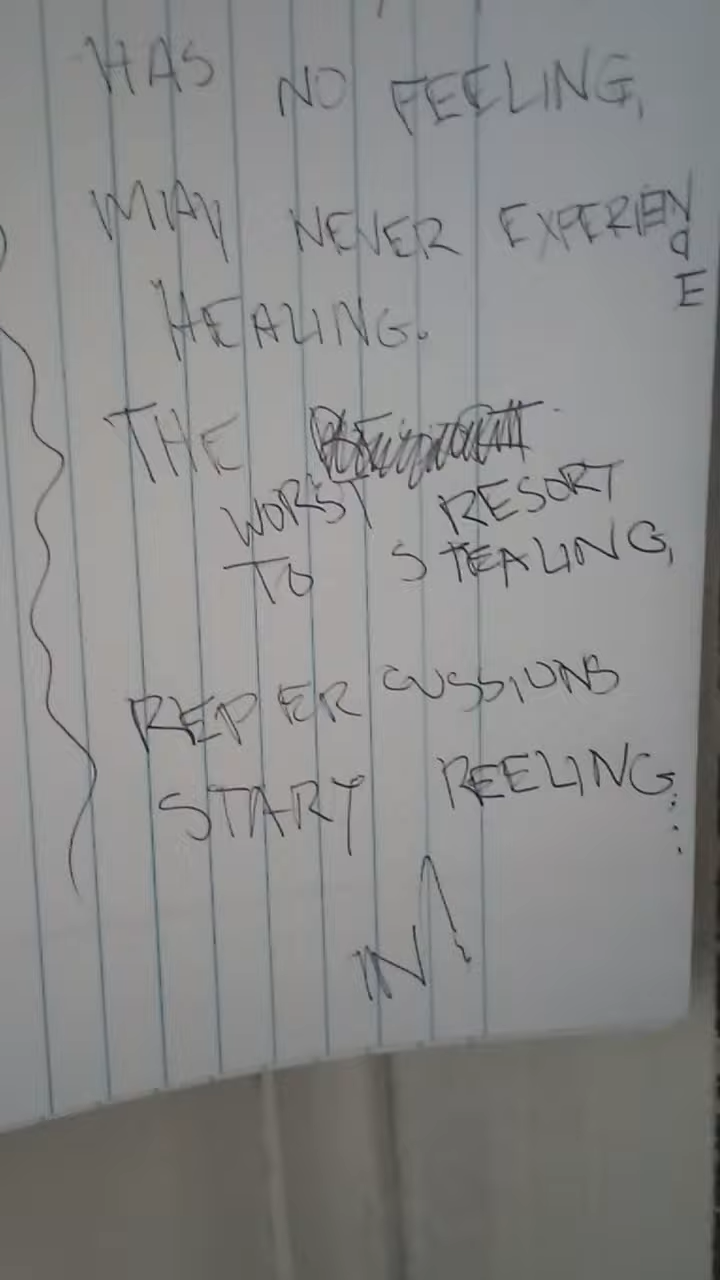 HAS NO FEELING,
MAY NEVER EXPERIENCE
HEALING.
THE
WORST RESORT
TO STEALING,
REPERCUSSIONS
START REELING...
IN!